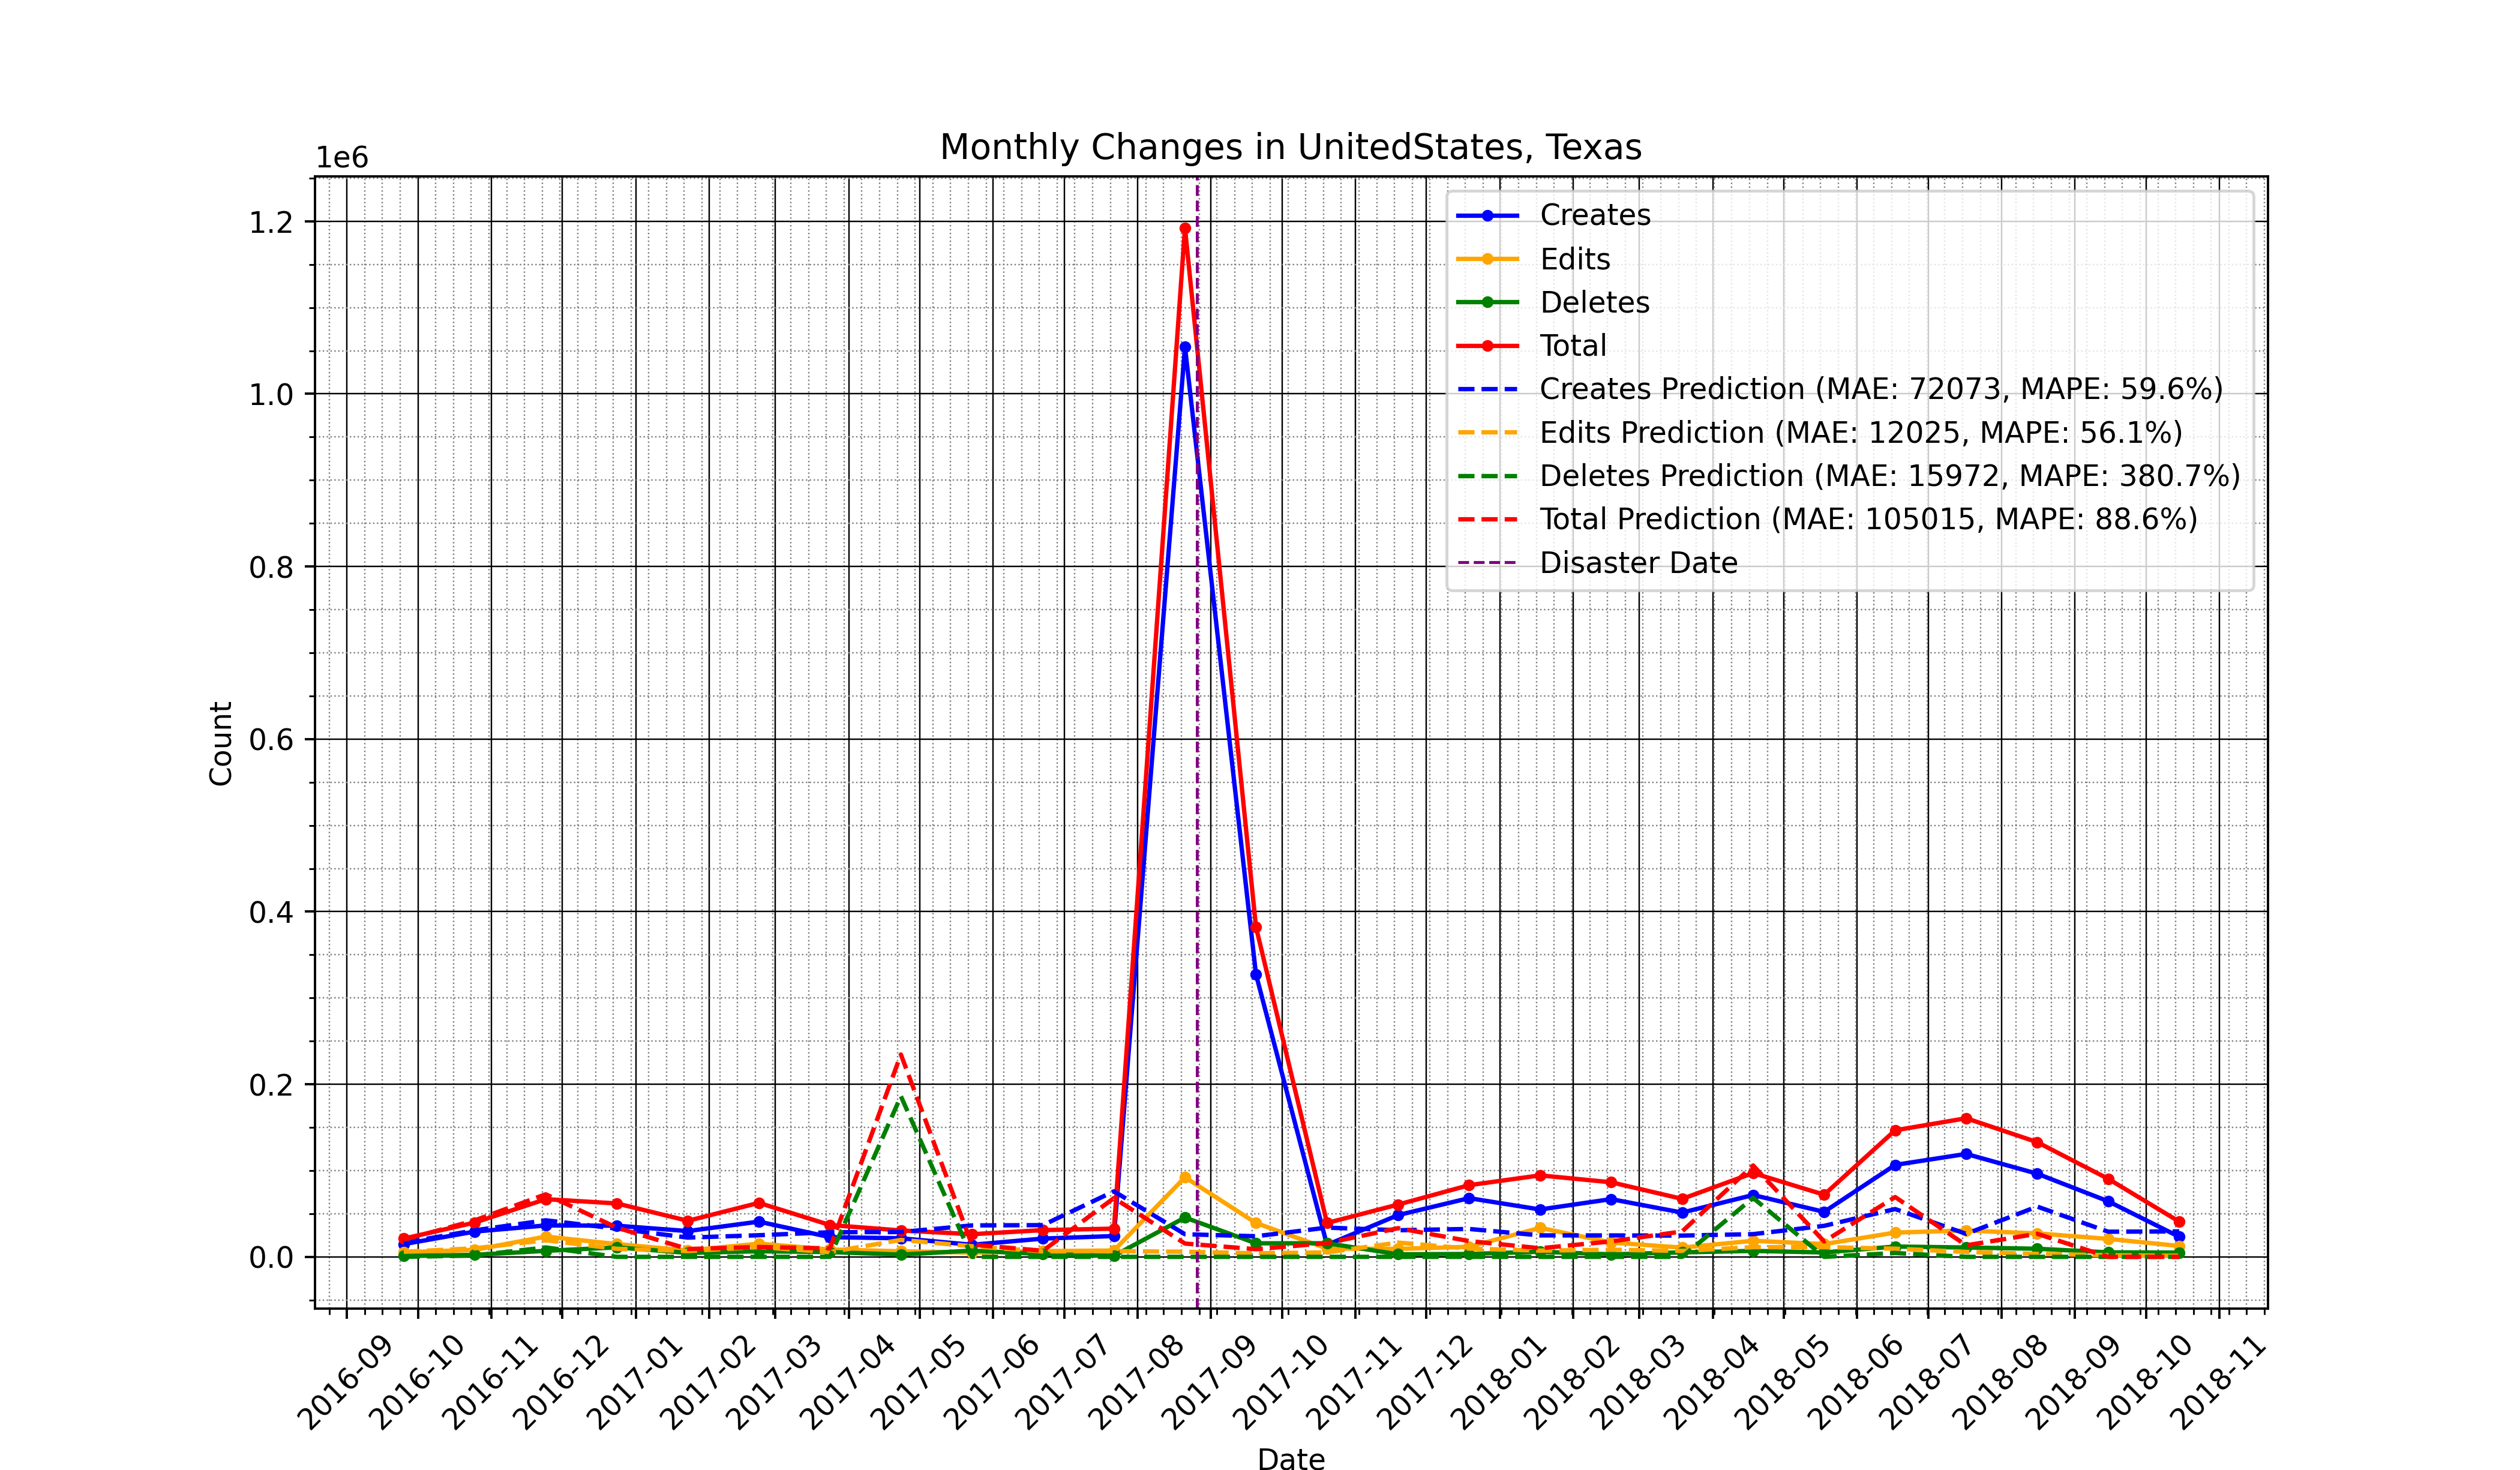 Monthly Changes in UnitedStates, Texas
1e6
1.2
1.0
0.8
0.6
0.4
0.2
0.0
Count
Creates
Edits
Deletes
Total
Creates Prediction (MAE: 72073, MAPE: 59.6%)
Edits Prediction (MAE: 12025, MAPE: 56.1%)
Deletes Prediction (MAE: 15972, MAPE: 380.7%)
Total Prediction (MAE: 105015, MAPE: 88.6%)
Disaster Date
2016-09
2016-10
2016-11
2016-12
2017-01
2017-02
2017-03
2017-04
2017-05
2017-06
2017-07
2017-08
2017-09
2017-10
2017-11
2017-12
2018-01
2018-02
2018-03
2018-04
2018-05
2018-06
2018-07
2018-08
2018-09
2018-10
2018-11
Date